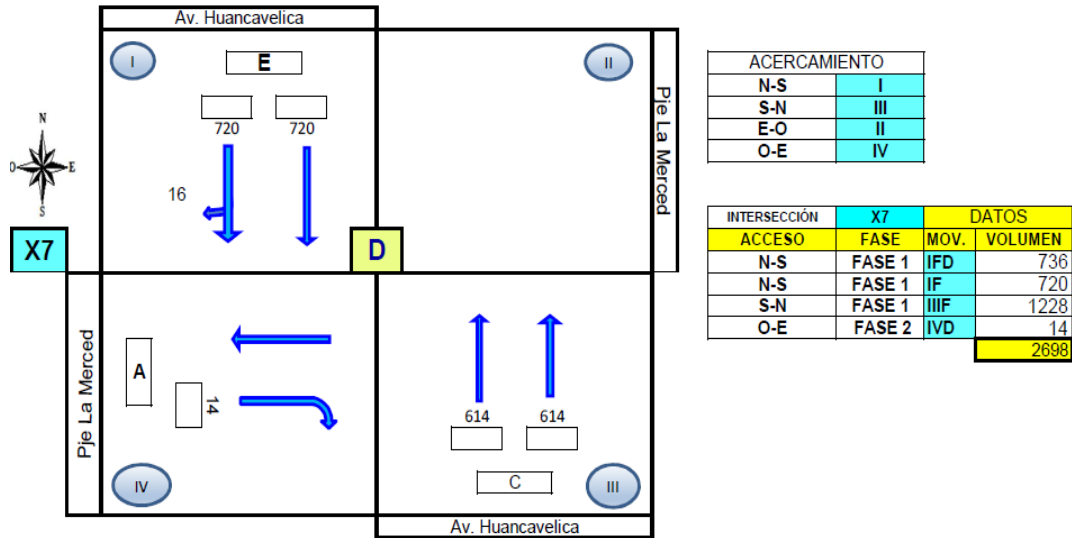 Av. Huancavelica
I
E
II
720 720
16
N
O E
S
X7
D
Pje La Merced
Pje La Merced
A
14
614 614
C
IV
III
Av. Huancavelica
ACERCAMIENTO
N-S I
S-N III
E-O II
O-E IV
INTERSECCIÓN X7 DATOS
ACCESO FASE MOV. VOLUMEN
N-S FASE 1 IFD 736
N-S FASE 1 IF 720
S-N FASE 1 IIIF 1228
O-E FASE 2 IVD 14
2698